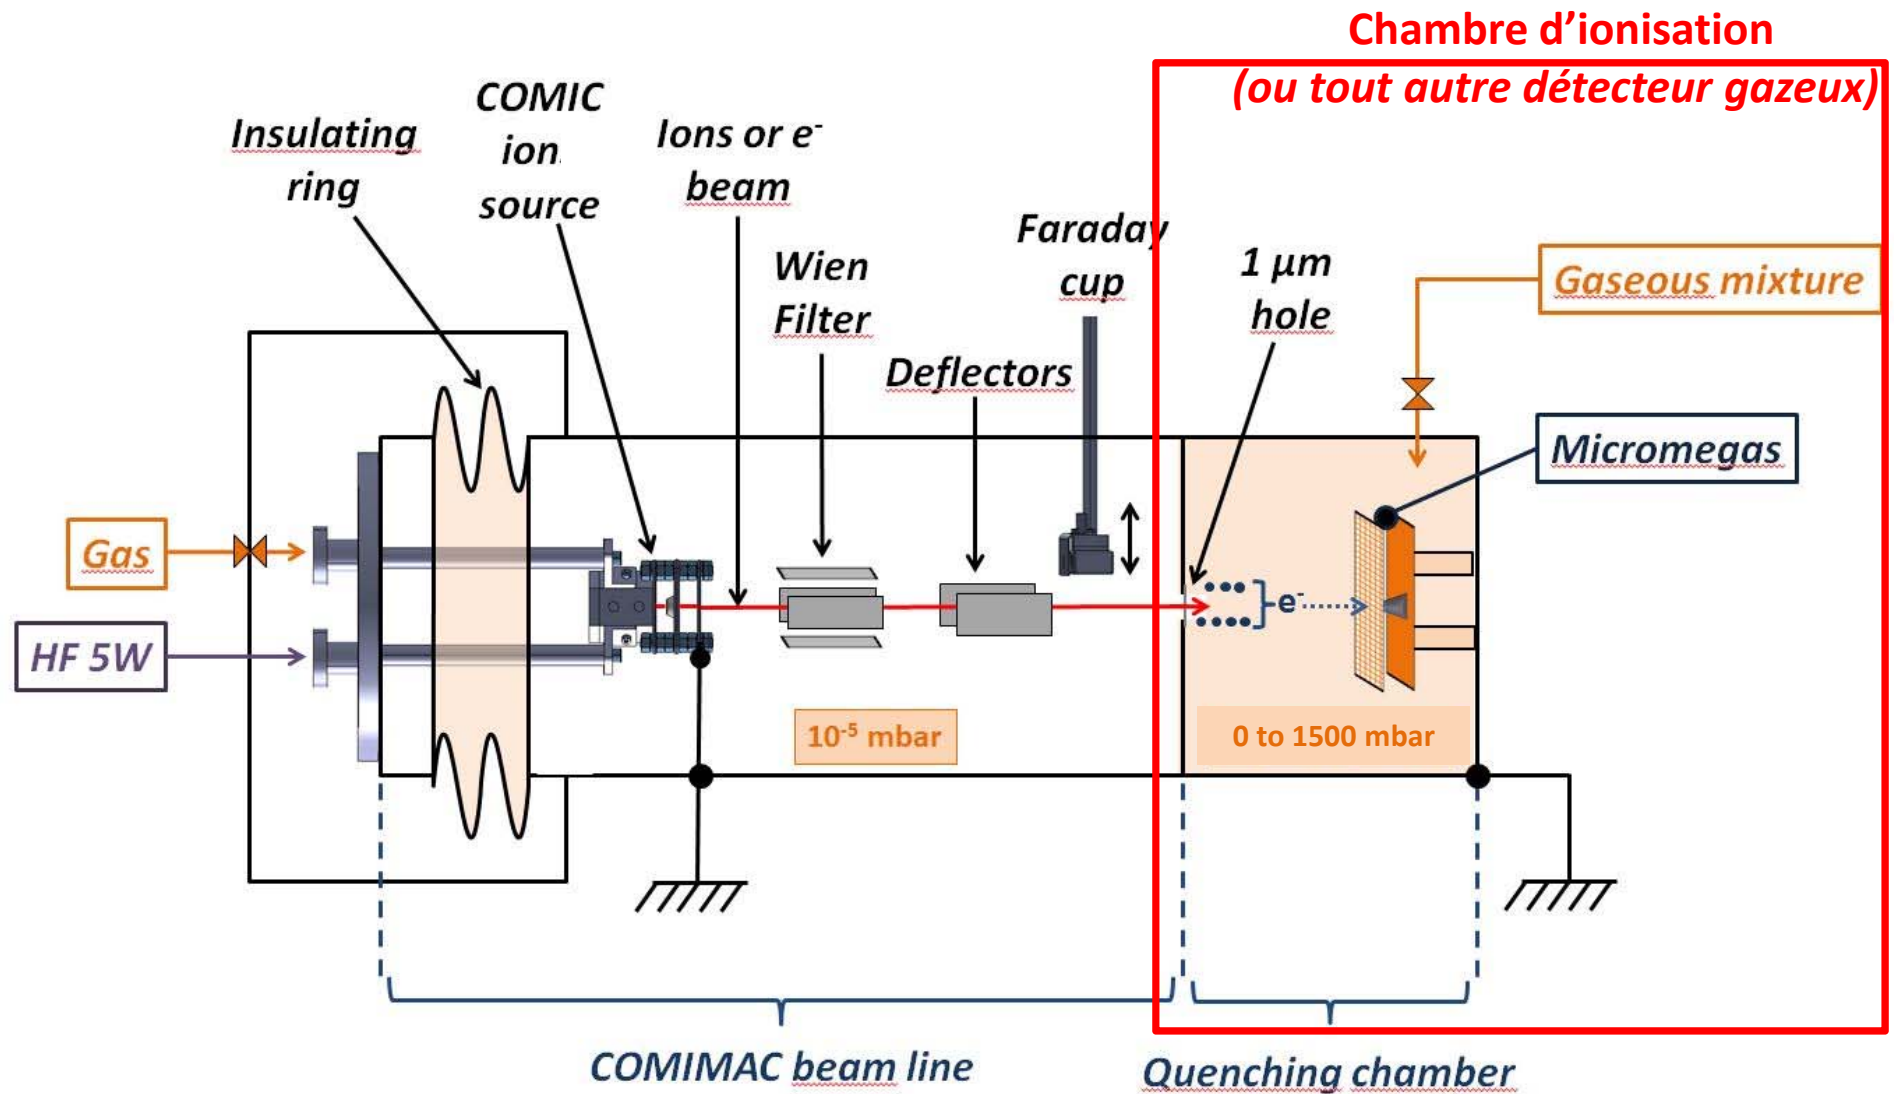 Chambre d’ionisation
(ou tout autre détecteur gazeux)
COMIC
ion
source
Insulating
ring
Ions or e-
beam
Wien
Filter
Faraday
cup
1 µm
hole
Deflectors
Gaseous mixture
Micromegas
Gas
HF 5W
e-
10-5 mbar
0 to 1500 mbar
COMIMAC beam line
Quenching chamber